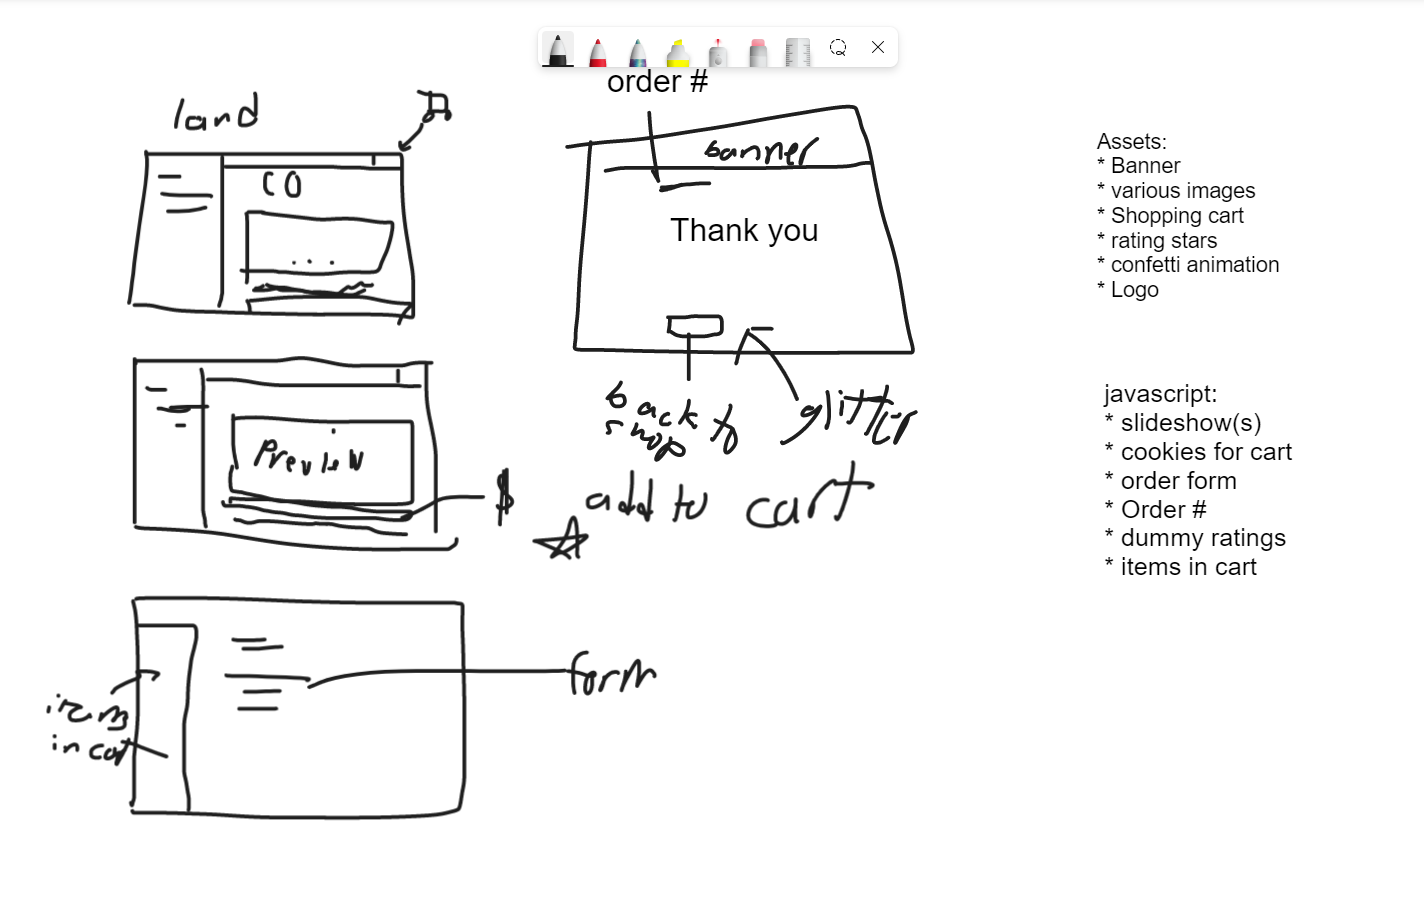 order #
land
banner
CO
Thank you
...
Preview
$
back to
shop
glitter
add to cart
form
items
in cart
Assets:
* Banner
* various images
* Shopping cart
* rating stars
* confetti animation
* Logo
javascript:
* slideshow(s)
* cookies for cart
* order form
* Order #
* dummy ratings
* items in cart